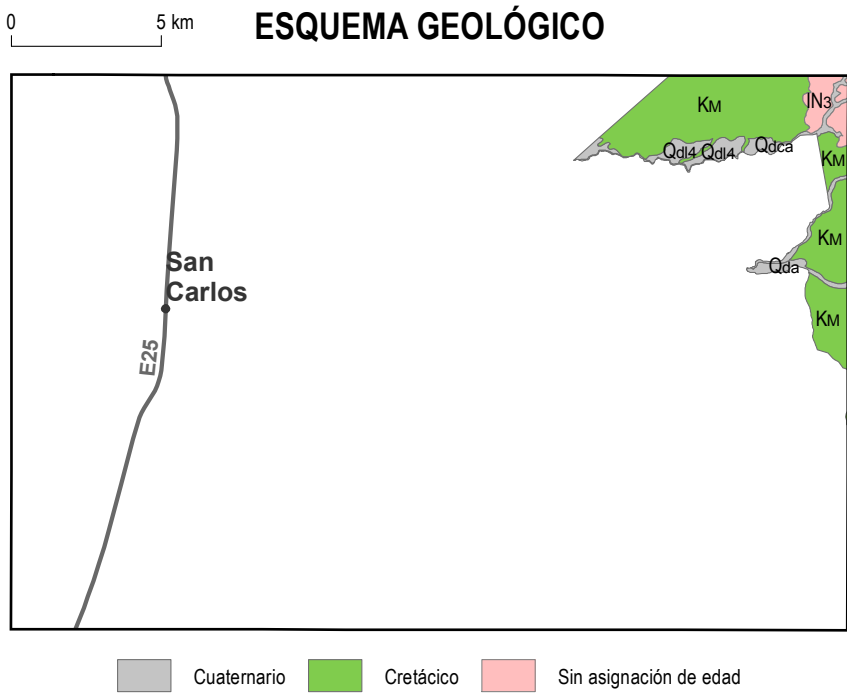 0 5 km
ESQUEMA GEOLÓGICO
KM
IN3
Qdl4
Qdl4
Qdca
KM
KM
Qda
KM
San
Carlos
E25
Cuaternario
Cretácico
Sin asignación de edad